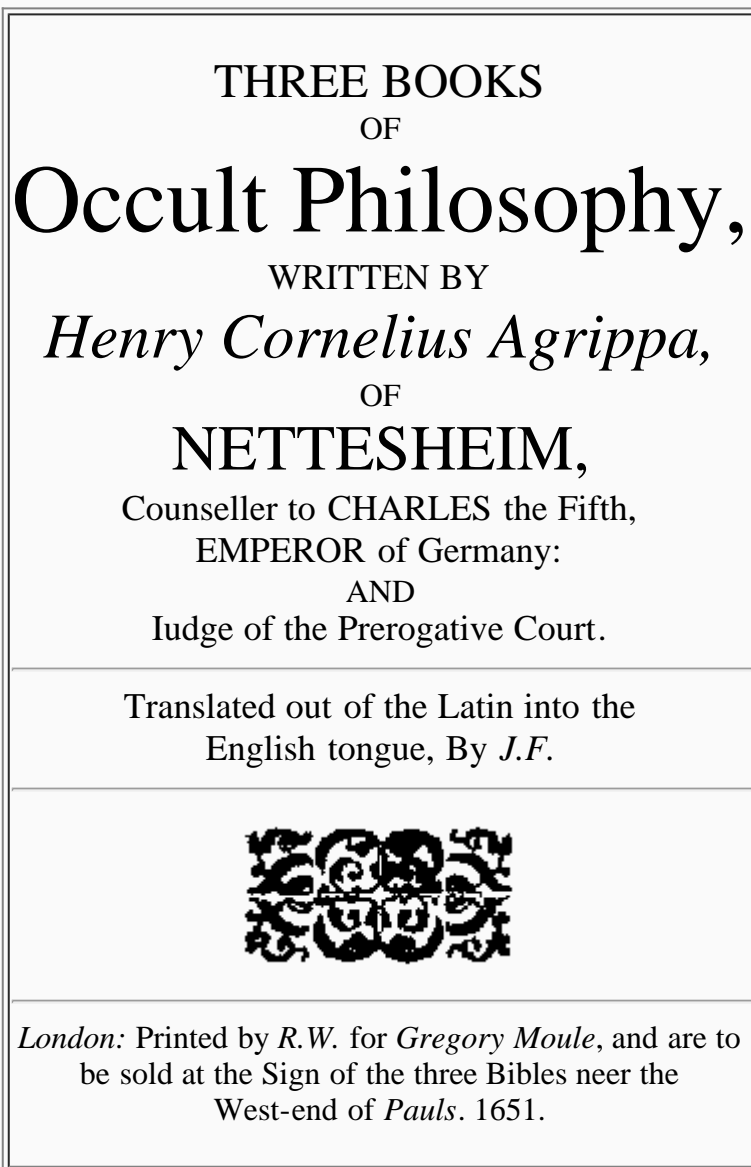 THREE BOOKS
OF
Occult Philosophy,
WRITTEN BY
Henry Cornelius Agrippa,
OF
NETTESHEIM,
Counseller to CHARLES the Fifth,
EMPEROR of Germany:
AND
Iudge of the Prerogative Court.
Translated out of the Latin into the
English tongue, By J.F.
London: Printed by R.W. for Gregory Moule, and are to
be sold at the Sign of the three Bibles neer the
West-end of Pauls. 1651.